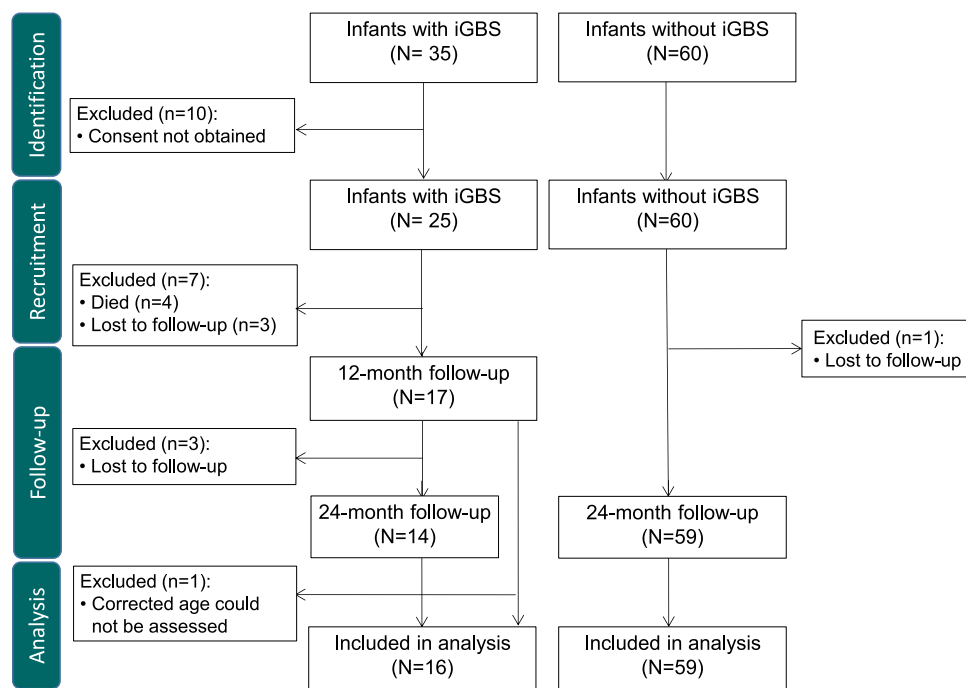 Identification
Infants with iGBS
(N= 35)
Infants without iGBS
(N=60)
Excluded (n=10):
• Consent not obtained
Recruitment
Infants with iGBS
(N= 25)
Infants without iGBS
(N=60)
Excluded (n=7):
• Died (n=4)
• Lost to follow-up (n=3)
Excluded (n=1):
• Lost to follow-up
Follow-up
12-month follow-up
(N=17)
Excluded (n=3):
• Lost to follow-up
24-month follow-up
(N=14)
24-month follow-up
(N=59)
Analysis
Excluded (n=1):
• Corrected age could
not be assessed
Included in analysis
(N=16)
Included in analysis
(N=59)